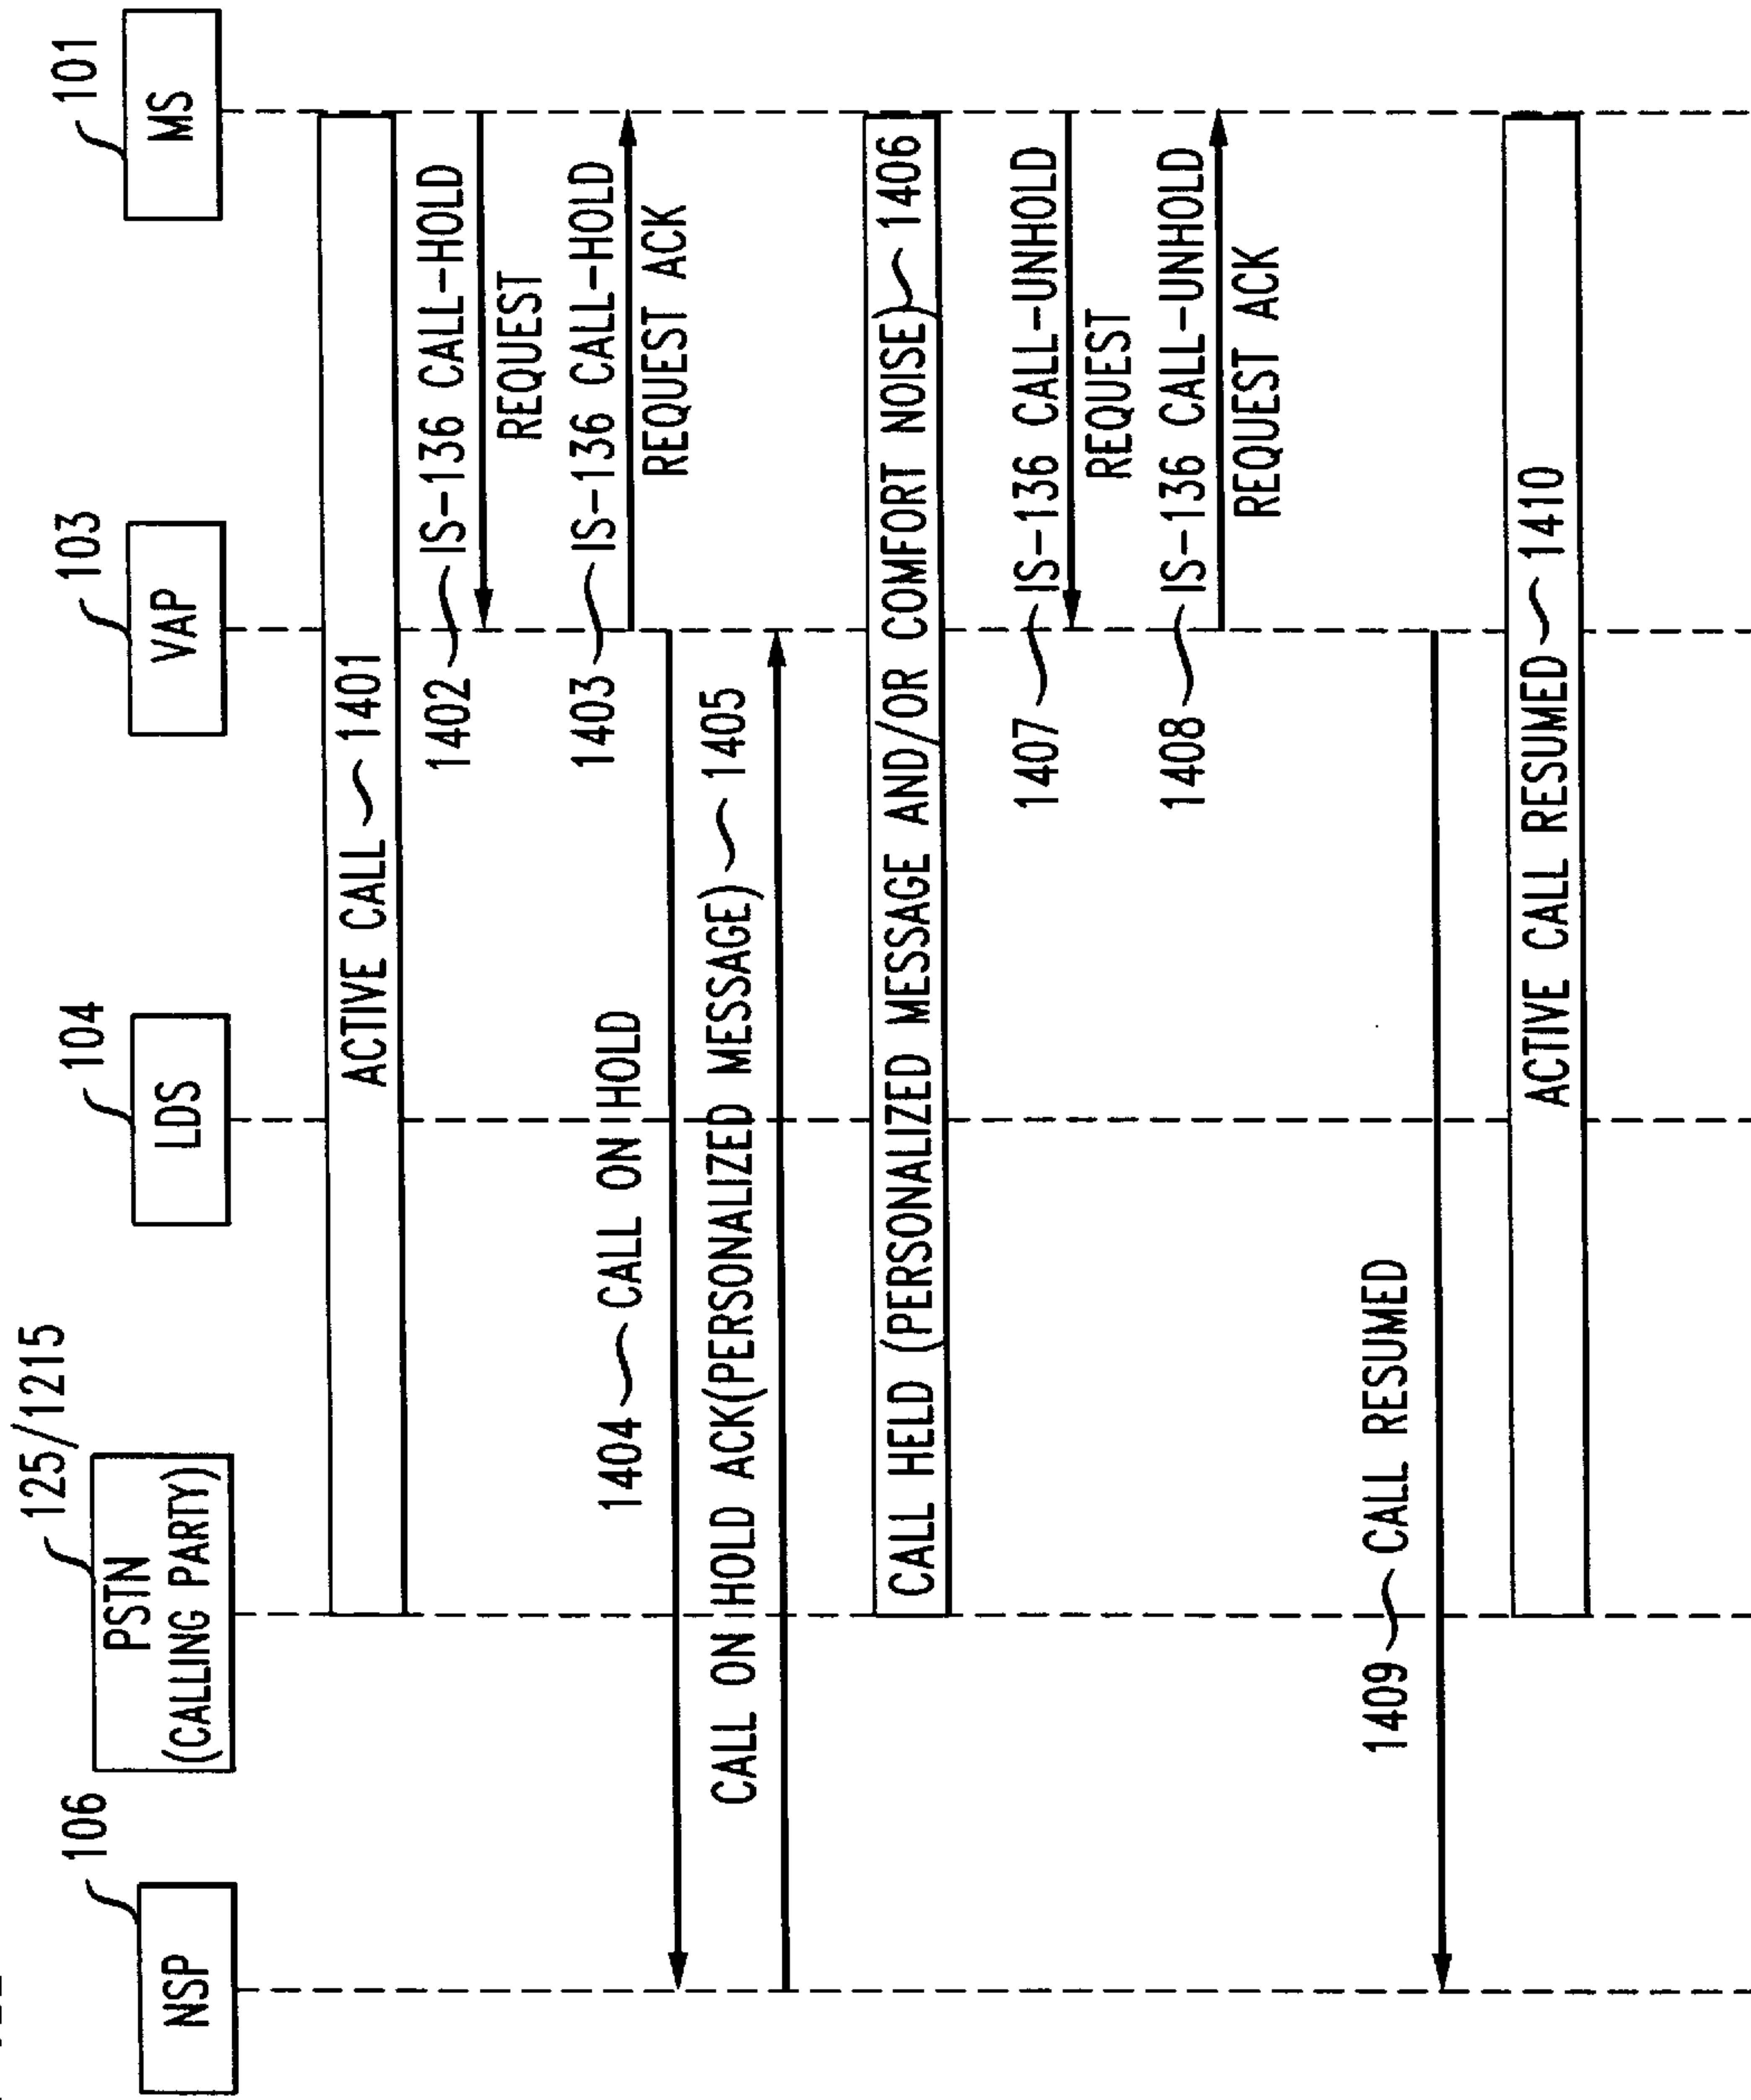 106
NSP
125/1215
PSTN
(CALLING PARTY)
104
LDS
103
VAP
101
MS
ACTIVE CALL 1401
1402 IS-136 CALL-HOLD
REQUEST
1403 IS-136 CALL-HOLD
REQUEST ACK
1404 CALL ON HOLD
CALL ON HOLD ACK(PERSONALIZED MESSAGE) 1405
CALL HELD (PERSONALIZED MESSAGE AND/OR COMFORT NOISE) 1406
1407 IS-136 CALL-UNHOLD
REQUEST
1408 IS-136 CALL-UNHOLD
REQUEST ACK
1409 CALL RESUMED
ACTIVE CALL RESUMED 1410